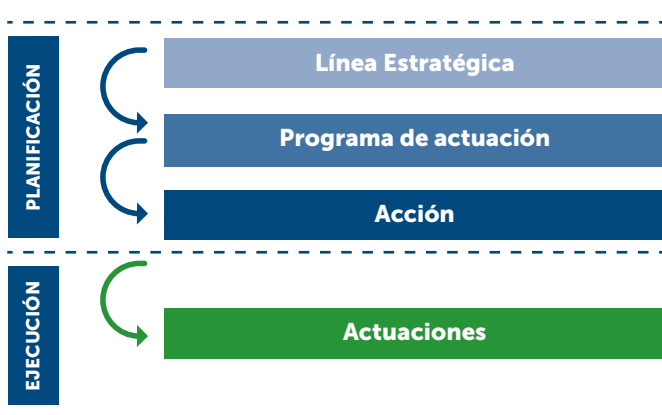 PLANIFICACIÓN
Línea Estratégica
Programa de actuación
Acción
EJECUCIÓN
Actuaciones